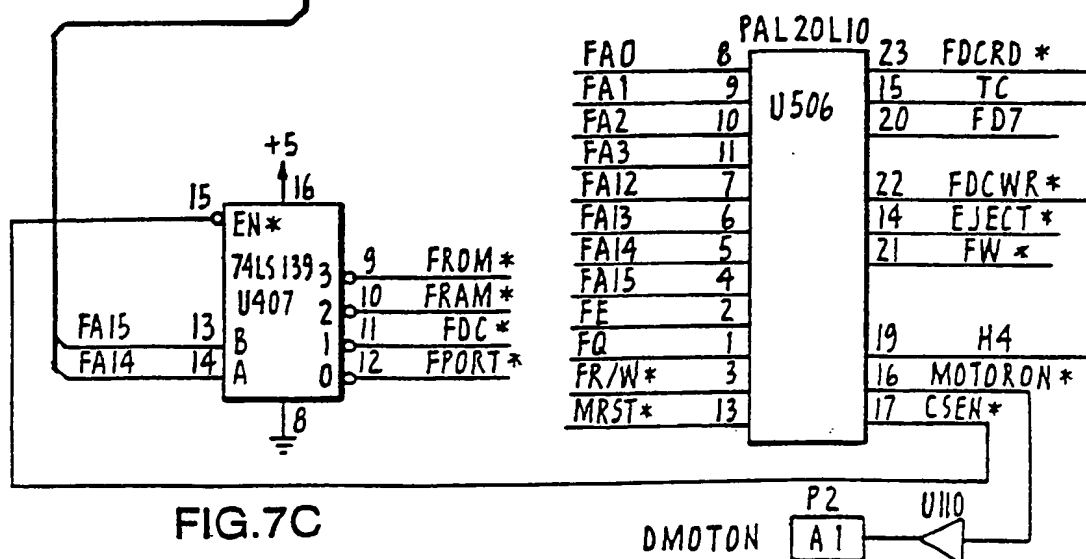 PAL20L10
U506
FA0 8
FA1 9
FA2 10
FA3 11
FA12 7
FA13 6
FA14 5
FA15 4
FE 2
FQ 1
FR/W* 3
MRST* 13
23 FDCRD *
15 TC
20 FD7
22 FDCWR*
14 EJECT*
21 FW *
19 H4
16 MOTORON*
17 CSEN*
+5
16
15
EN*
74LS139
U407
3 9 FROM*
2 10 FRAM*
1 11 FDC*
0 12 FPORT*
FA15 13 B
FA14 14 A
8
FIG.7C
P2
U110
DMOTON A1